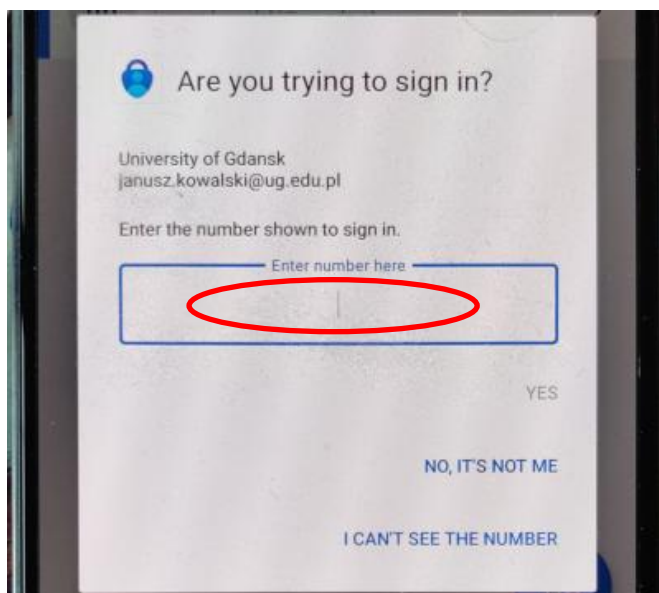 Are you trying to sign in?
University of Gdansk
janusz.kowalski@ug.edu.pl
Enter the number shown to sign in.
Enter number here
YES
NO, IT'S NOT ME
I CAN'T SEE THE NUMBER